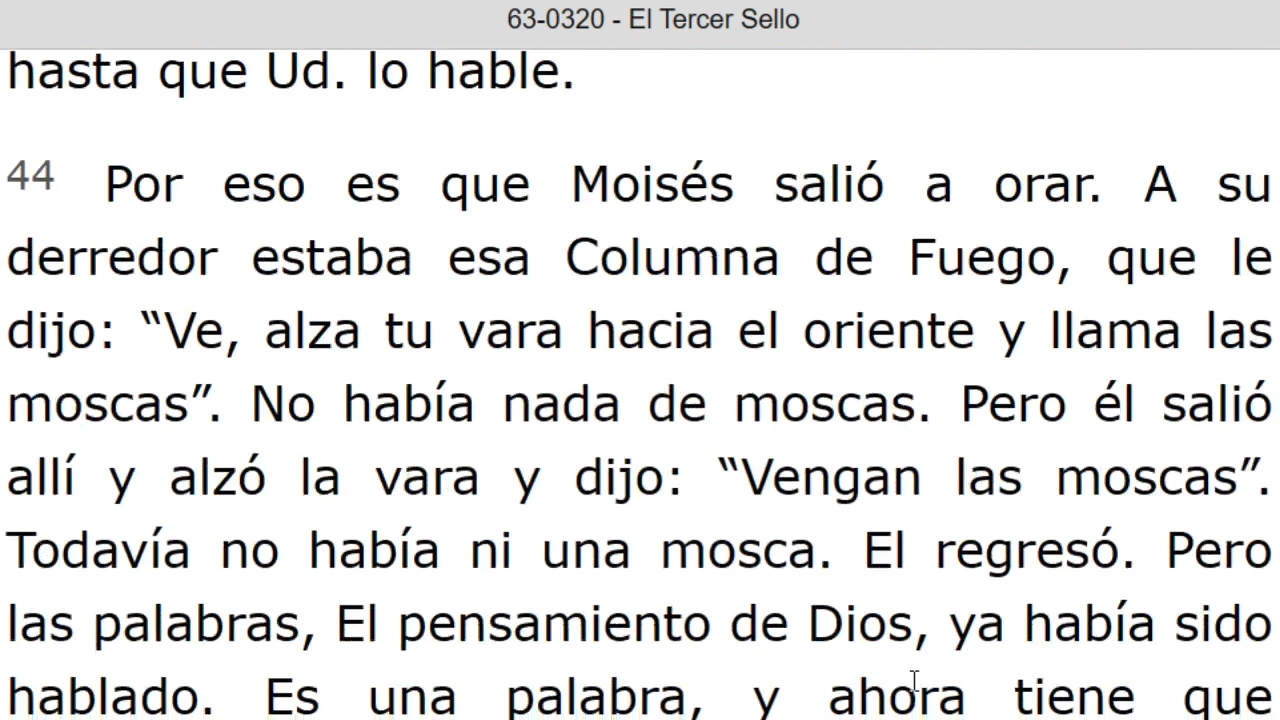 63-0320 - El Tercer Sello
hasta que Ud. lo hable.
44 Por eso es que Moisés salió a orar. A su
derredor estaba esa Columna de Fuego, que le
dijo: “Ve, alza tu vara hacia el oriente y llama las
moscas”. No había nada de moscas. Pero él salió
allí y alzó la vara y dijo: “Vengan las moscas”.
Todavía no había ni una mosca. El regresó. Pero
las palabras, El pensamiento de Dios, ya había sido
hablado. Es una palabra, y ahora tiene que